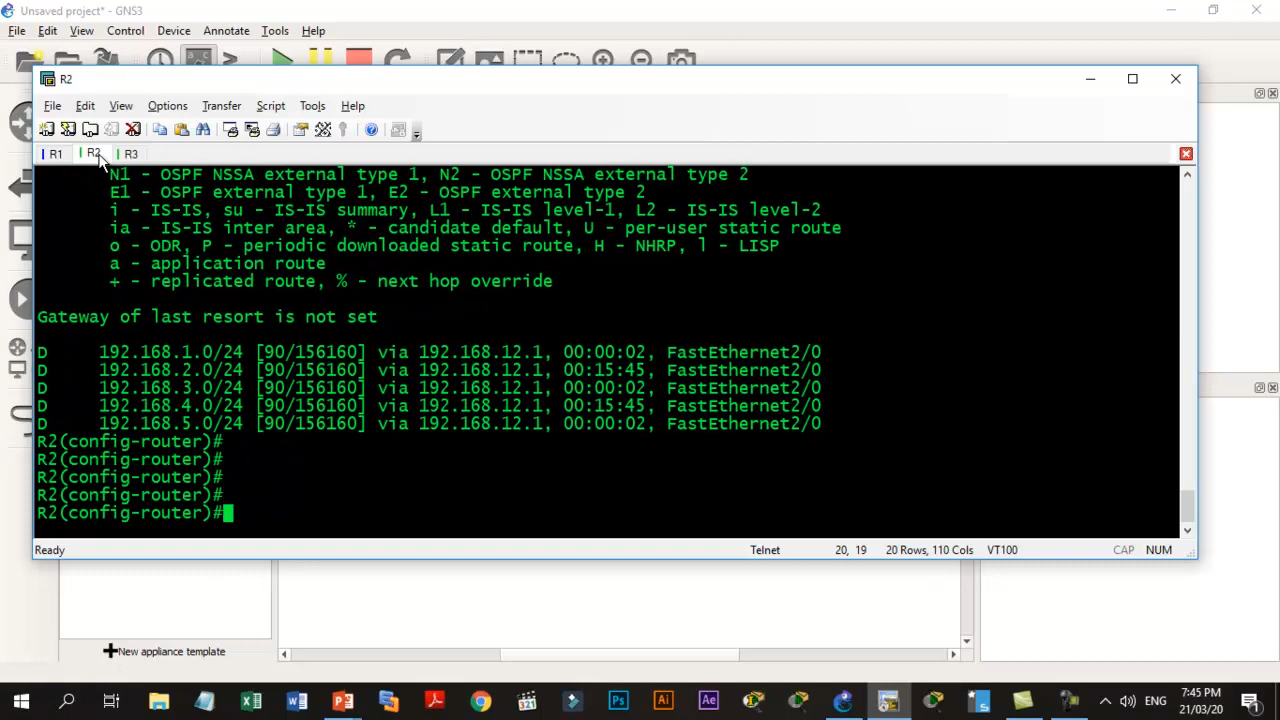 Unsaved project* - GNS3
File Edit View Control Device Annotate Tools Help
R2
File Edit View Options Transfer Script Tools Help
R1 R2 R3
N1 - OSPF NSSA external type 1, N2 - OSPF NSSA external type 2
E1 - OSPF external type 1, E2 - OSPF external type 2
i - IS-IS, su - IS-IS summary, L1 - IS-IS level-1, L2 - IS-IS level-2
ia - IS-IS inter area, * - candidate default, U - per-user static route
o - ODR, P - periodic downloaded static route, H - NHRP, l - LISP
a - application route
+ - replicated route, % - next hop override
Gateway of last resort is not set
D 192.168.1.0/24 [90/156160] via 192.168.12.1, 00:00:02, FastEthernet2/0
D 192.168.2.0/24 [90/156160] via 192.168.12.1, 00:15:45, FastEthernet2/0
D 192.168.3.0/24 [90/156160] via 192.168.12.1, 00:00:02, FastEthernet2/0
D 192.168.4.0/24 [90/156160] via 192.168.12.1, 00:15:45, FastEthernet2/0
D 192.168.5.0/24 [90/156160] via 192.168.12.1, 00:00:02, FastEthernet2/0
R2(config-router)#
R2(config-router)#
R2(config-router)#
R2(config-router)#
R2(config-router)#
Ready Telnet 20, 19 20 Rows, 110 Cols VT100 CAP NUM
New appliance template
Ps Ai Ae
ENG
7:45 PM
21/03/20